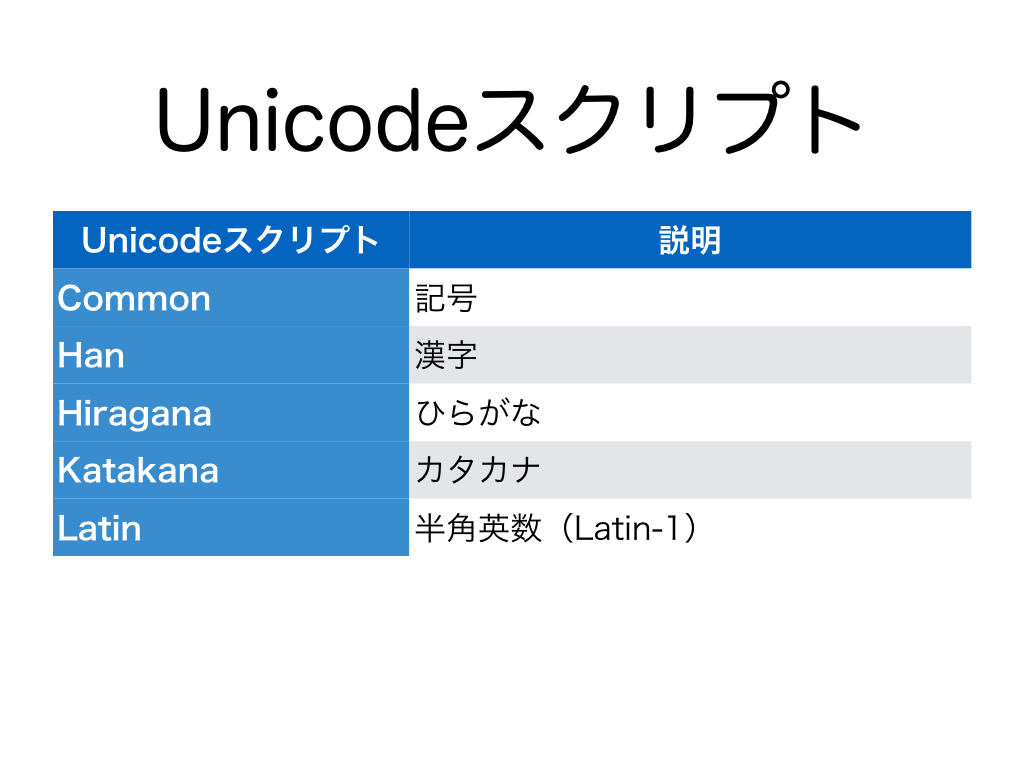 Unicodeスクリプト
Unicodeスクリプト 説明
Common 記号
Han 漢字
Hiragana ひらがな
Katakana カタカナ
Latin 半角英数（Latin-1）